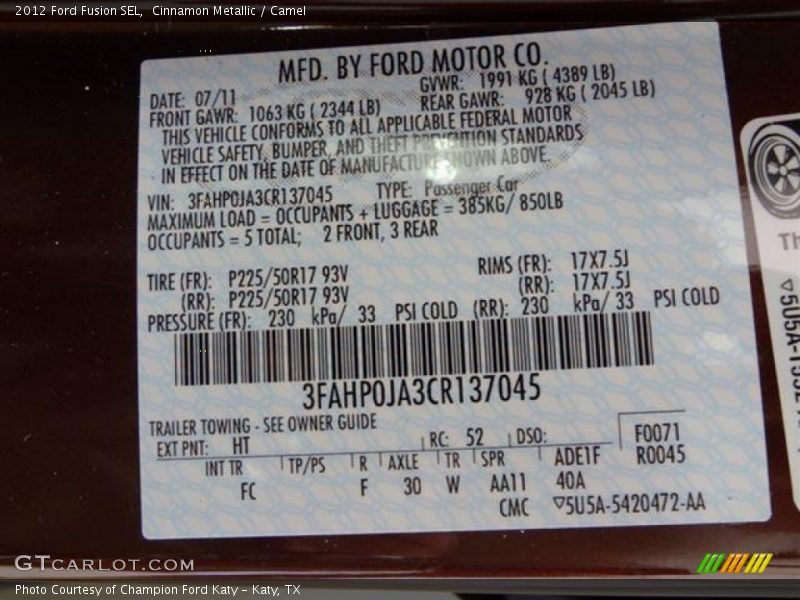 2012 Ford Fusion SEL,  Cinnamon Metallic / Camel
MFD. BY FORD MOTOR CO.
DATE: 07/11 GVWR: 1991 KG ( 4389 LB)
FRONT GAWR: 1063 KG ( 2344 LB) REAR GAWR: 928 KG ( 2045 LB)
THIS VEHICLE CONFORMS TO ALL APPLICABLE FEDERAL MOTOR
VEHICLE SAFETY, BUMPER, AND THEFT PREVENTION STANDARDS
IN EFFECT ON THE DATE OF MANUFACTURE SHOWN ABOVE.
VIN: 3FAHP0JA3CR137045 TYPE: Passenger Car
MAXIMUM LOAD = OCCUPANTS + LUGGAGE = 385KG/ 850LB
OCCUPANTS = 5 TOTAL; 2 FRONT, 3 REAR
TIRE (FR): P225/50R17 93V RIMS (FR): 17X7.5J
(RR): P225/50R17 93V (RR): 17X7.5J
PRESSURE (FR): 230 kPa/ 33 PSI COLD (RR): 230 kPa/ 33 PSI COLD
3FAHP0JA3CR137045
TRAILER TOWING - SEE OWNER GUIDE
EXT PNT: HT RC: 52 DSO: F0071
INT TR TP/PS R AXLE TR SPR ADE1F R0045
FC F 30 W AA11 40A
CMC ▽5U5A-5420472-AA
Th
▽5U5A-1532
GTCARLOT.COM
Photo Courtesy of Champion Ford Katy – Katy, TX